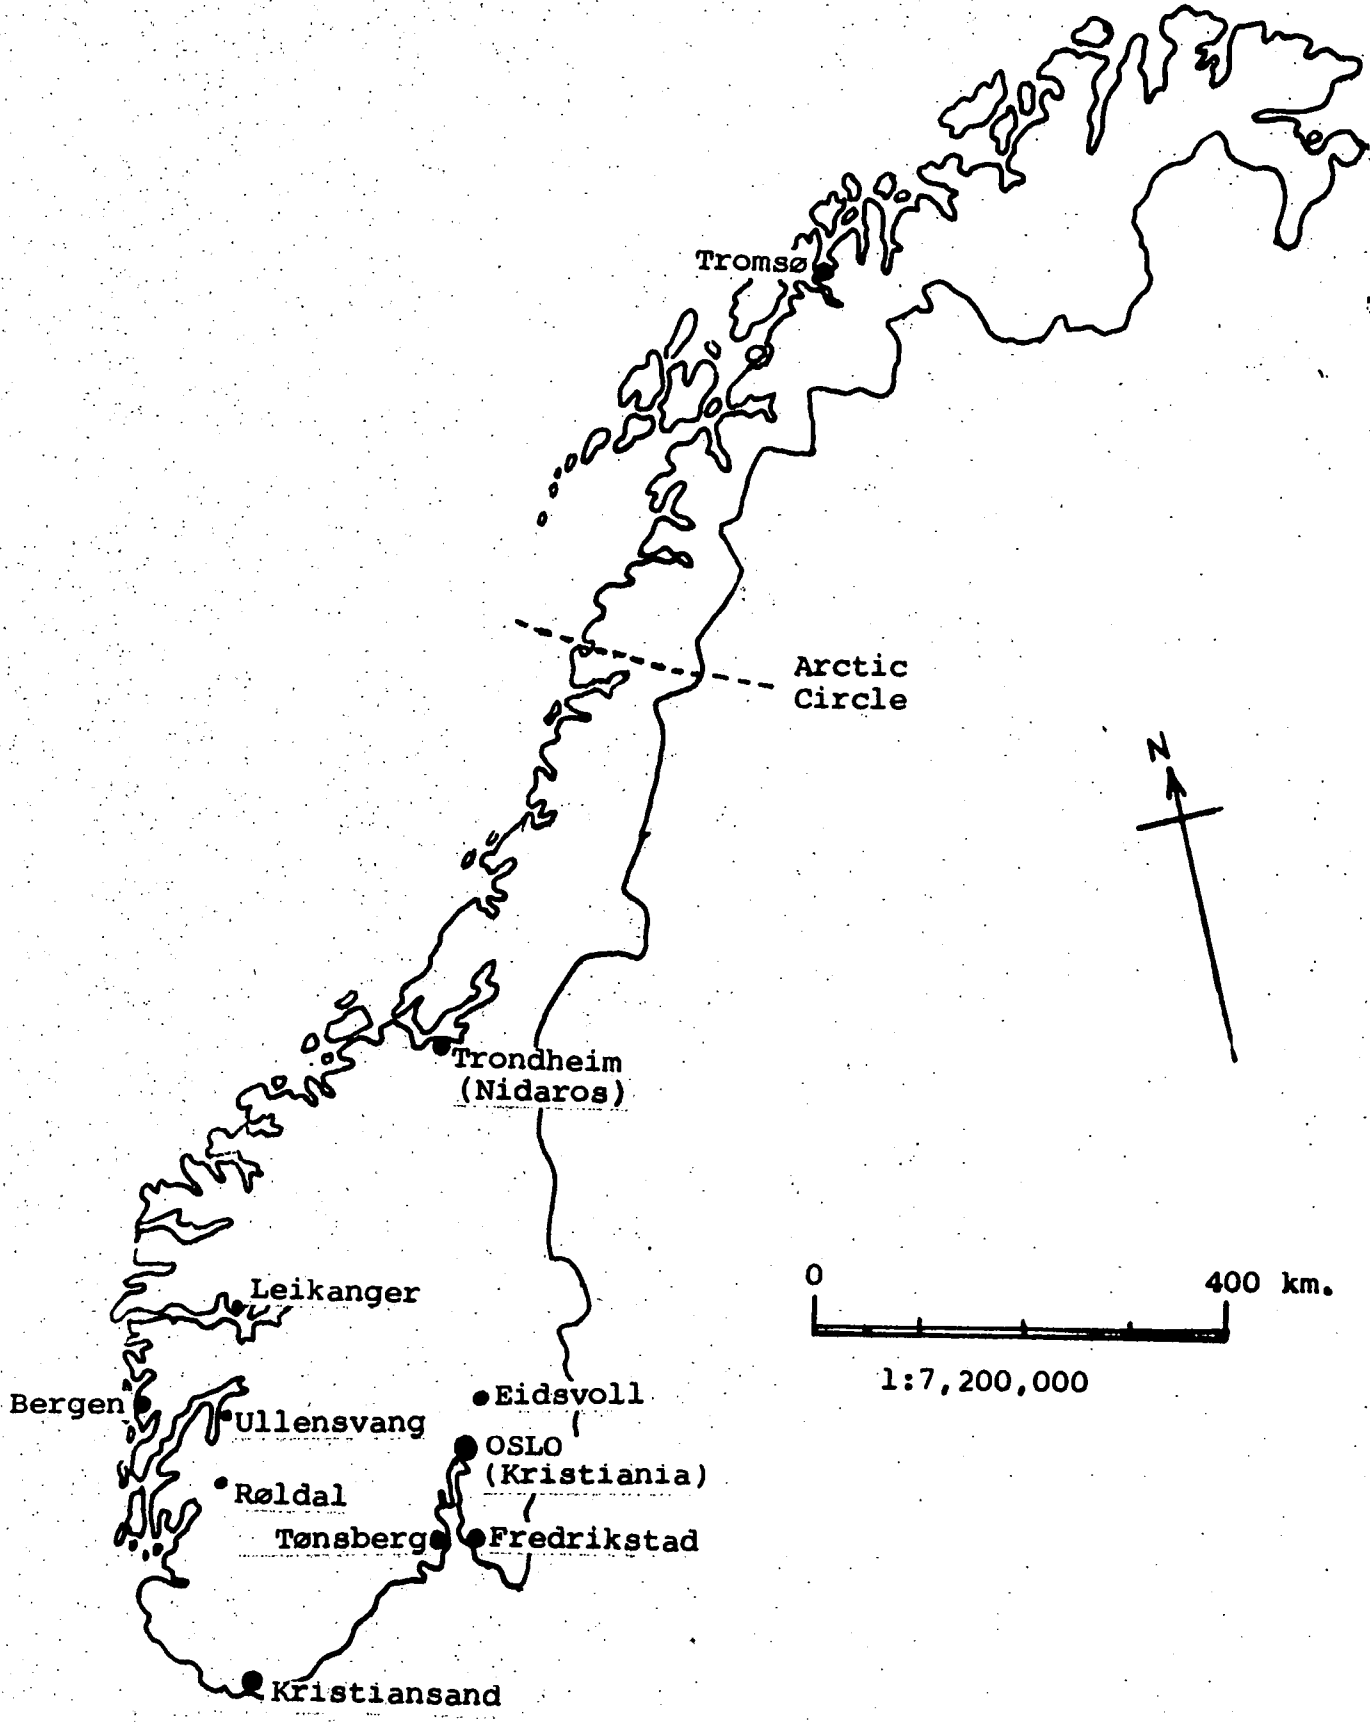 Tromsø
Arctic
Circle
N
Trondheim
(Nidaros)
0
400 km.
1:7,200,000
Leikanger
Bergen
Eidsvoll
Ullensvang
OSLO
(Kristiania)
Røldal
Tønsberg
Fredrikstad
Kristiansand